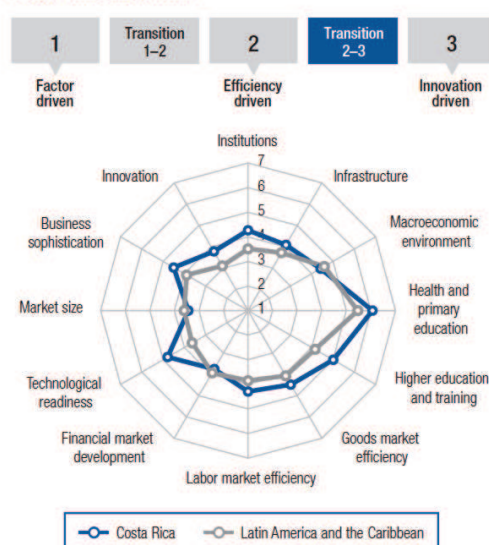 1
Transition
1–2
2
Transition
2–3
3
Factor
driven
Efficiency
driven
Innovation
driven
Institutions
Innovation
7
Infrastructure
6
Business
sophistication
5
Macroeconomic
environment
4
3
2
Market size
1
Health and
primary
education
Technological
readiness
Higher education
and training
Financial market
development
Goods market
efficiency
Labor market efficiency
Costa Rica
Latin America and the Caribbean